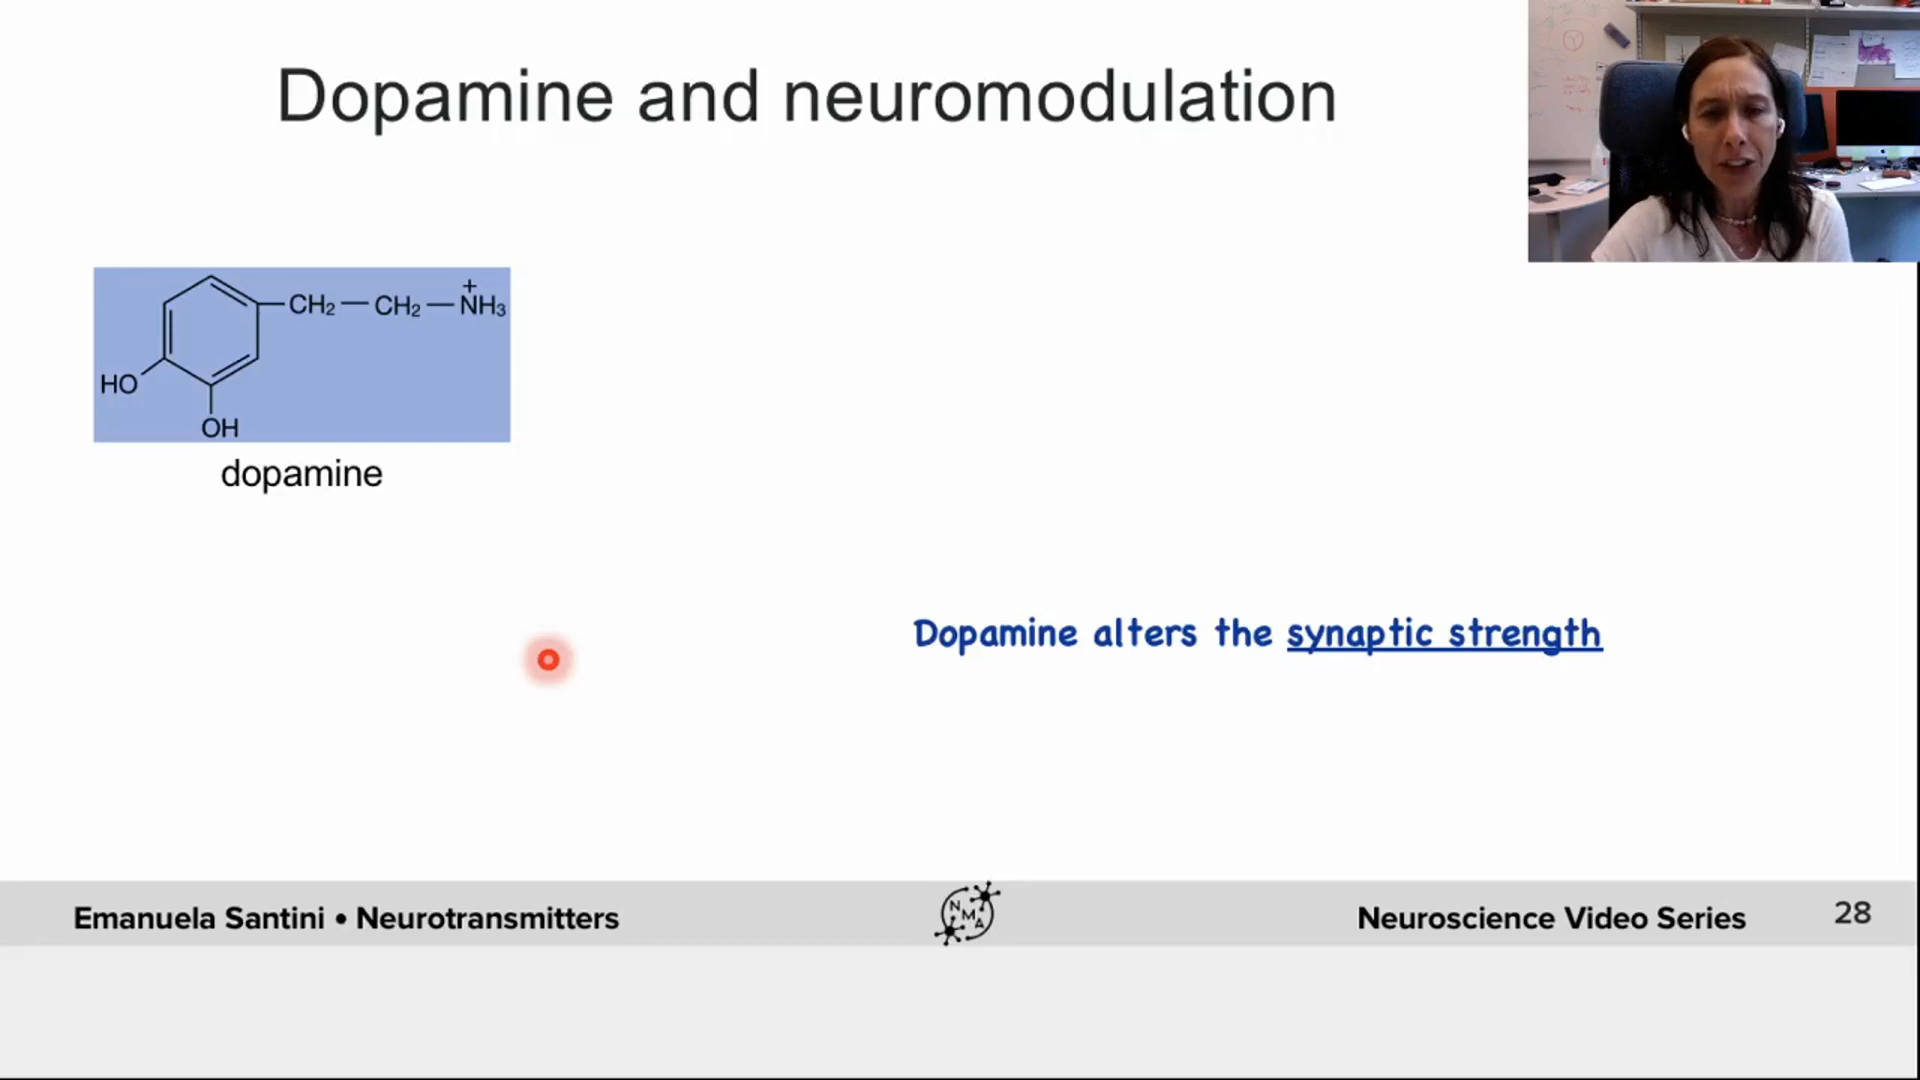 Dopamine and neuromodulation
CH₂—CH₂—NH₃
+
HO
OH
dopamine
Dopamine alters the synaptic strength
Emanuela Santini • Neurotransmitters
NMA
Neuroscience Video Series
28